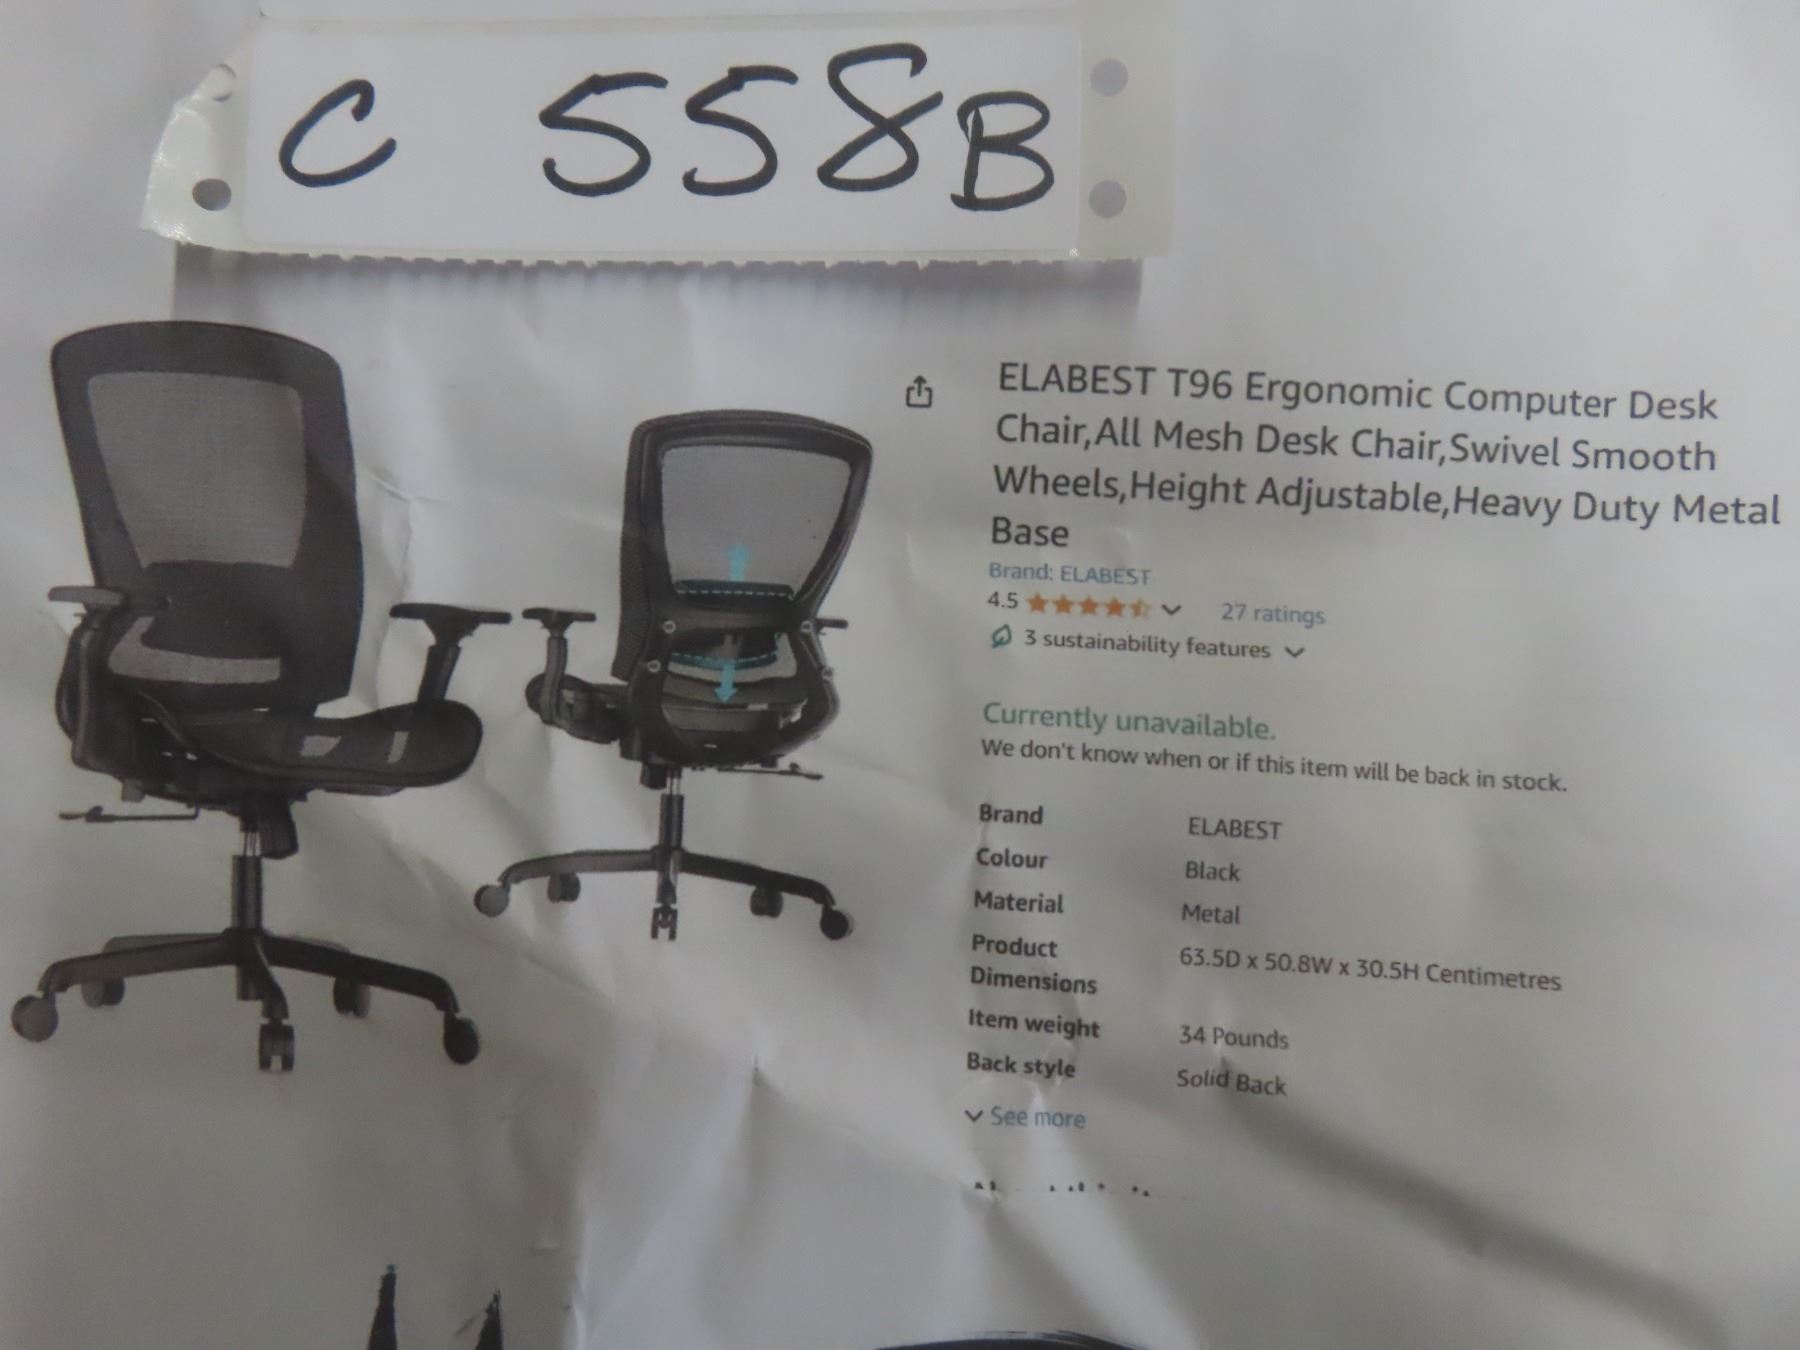 C 558B
ELABEST T96 Ergonomic Computer Desk
Chair,All Mesh Desk Chair,Swivel Smooth
Wheels,Height Adjustable,Heavy Duty Metal
Base
Brand: ELABEST
4.5 27 ratings
3 sustainability features
Currently unavailable.
We don't know when or if this item will be back in stock.
Brand ELABEST
Colour Black
Material Metal
Product Dimensions 63.5D x 50.8W x 30.5H Centimetres
Item weight 34 Pounds
Back style Solid Back
See more